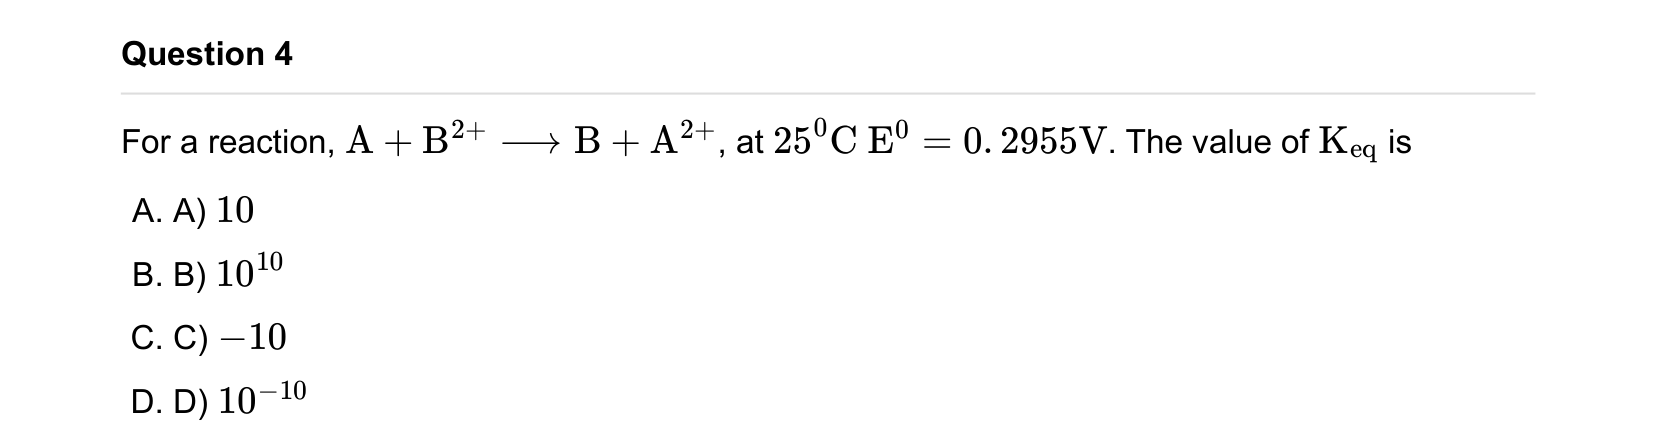 Question 4
For a reaction, A + B²⁺ ⟶ B + A²⁺, at 25⁰C E⁰ = 0.2955V. The value of K_eq is
A. A) 10
B. B) 10¹⁰
C. C) −10
D. D) 10⁻¹⁰